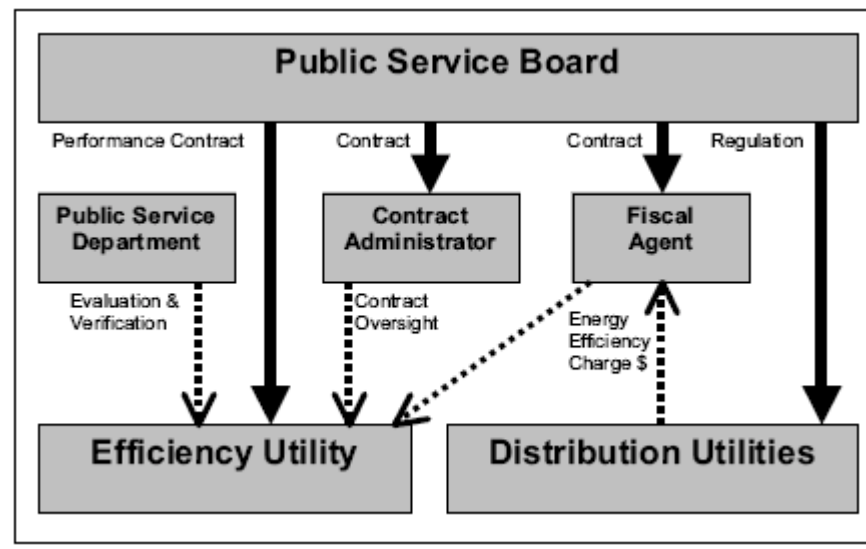 Public Service Board
Performance Contract
Contract
Contract
Regulation
Public Service
Department
Contract
Administrator
Fiscal
Agent
Evaluation &
Verification
Contract
Oversight
Energy
Efficiency
Charge $
Efficiency Utility
Distribution Utilities